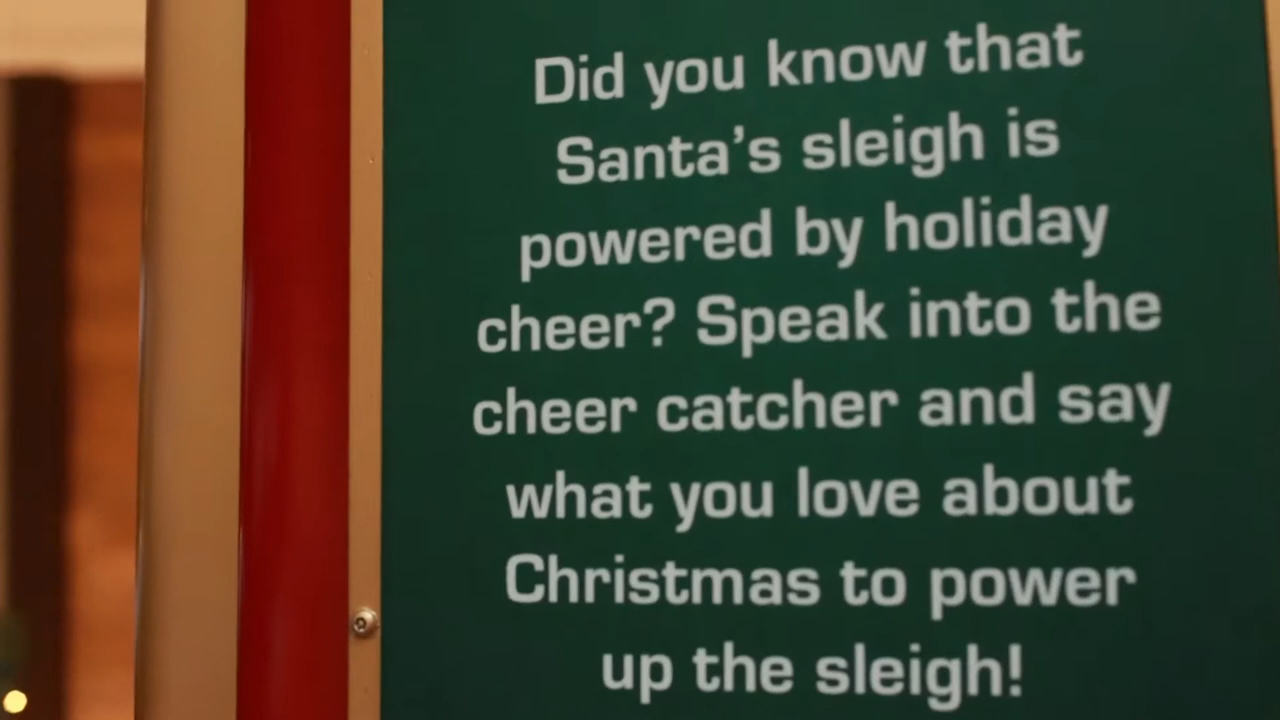 Did you know that
Santa’s sleigh is
powered by holiday
cheer? Speak into the
cheer catcher and say
what you love about
Christmas to power
up the sleigh!